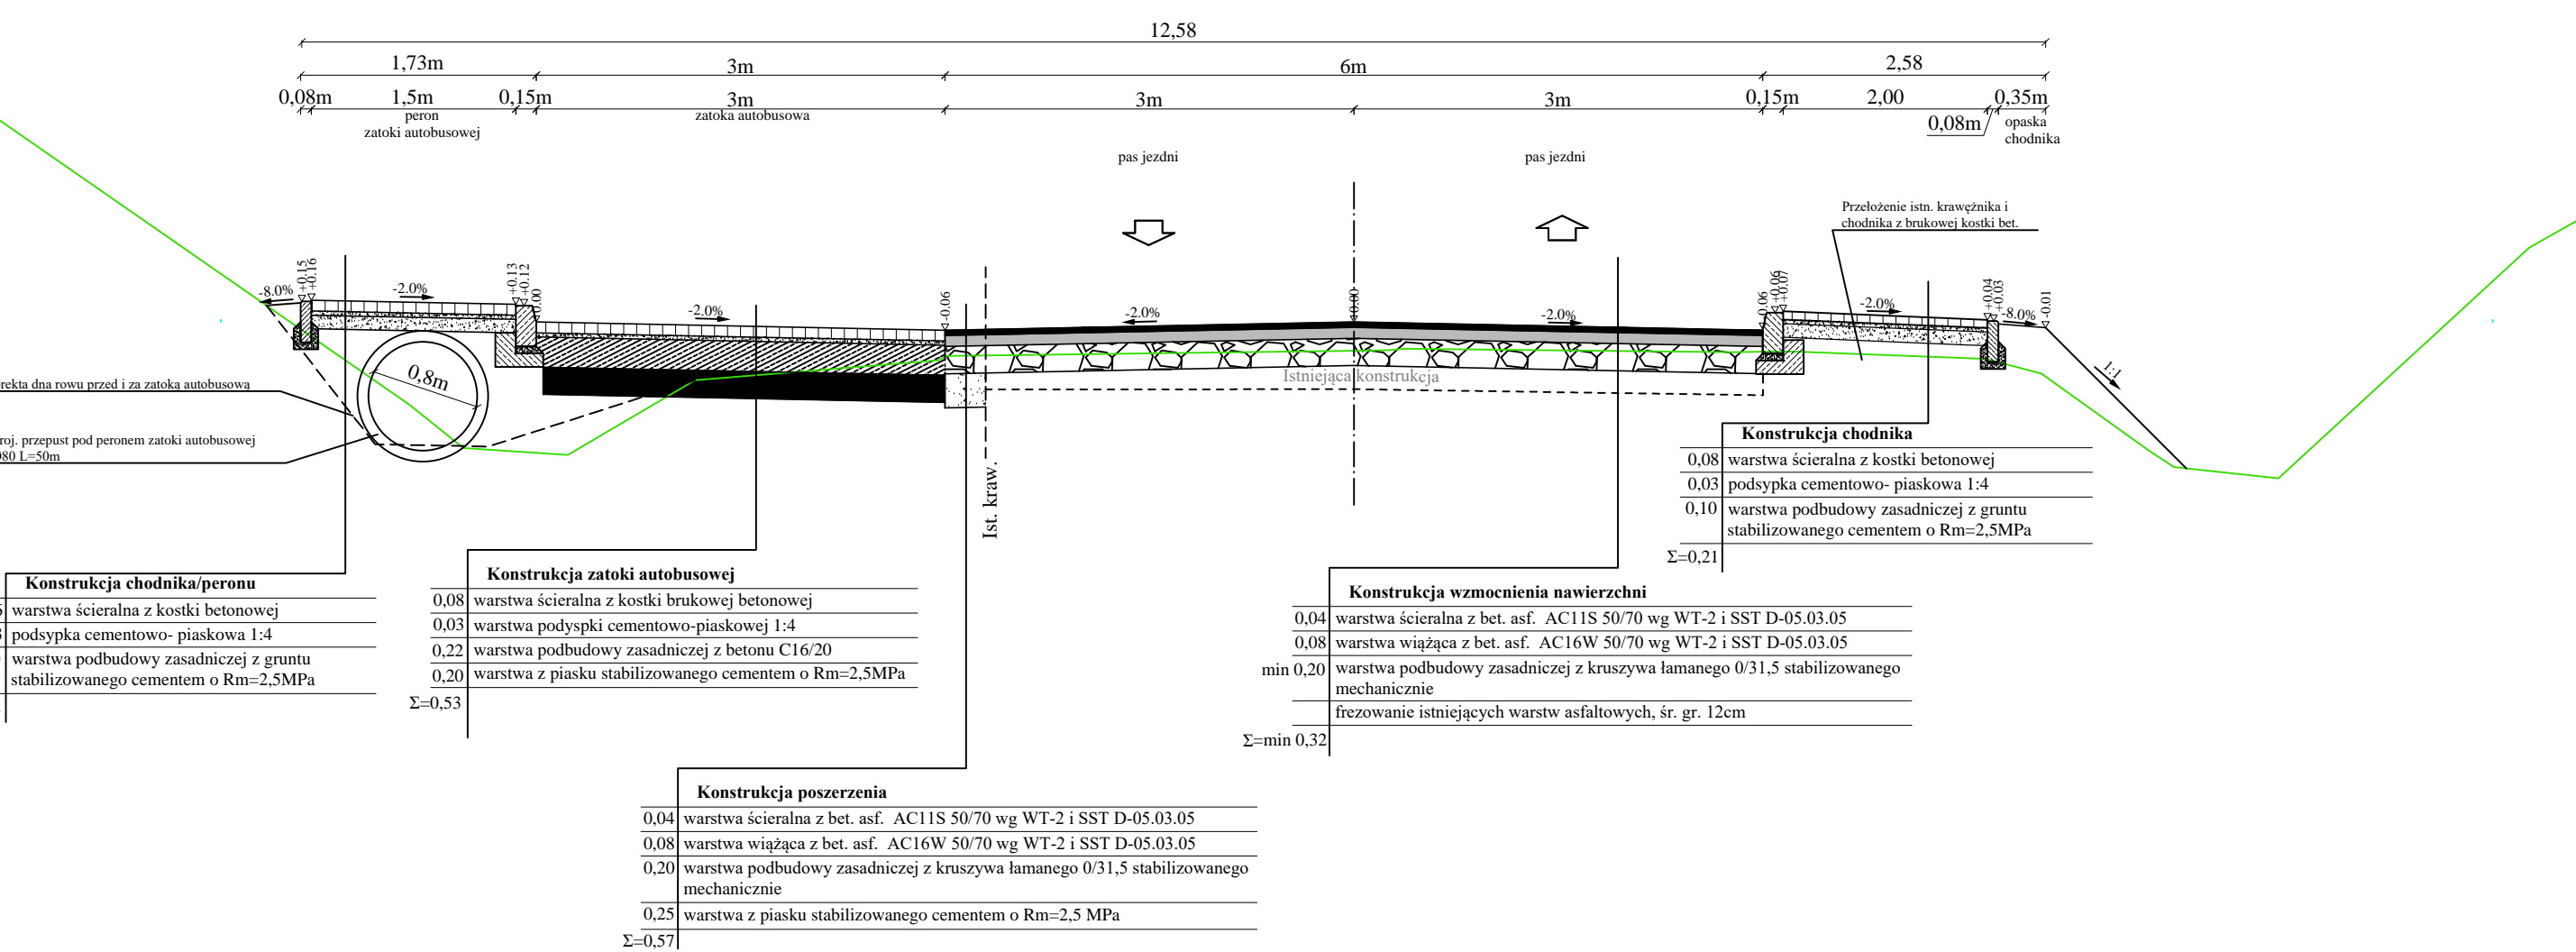 12,58
1,73m 3m 6m 2,58
0,08m 1,5m 0,15m 3m 3m 3m 0,15m 2,00 0,35m
peron
zatoki autobusowej
zatoka autobusowa
0,08m
opaska
chodnika
pas jezdni pas jezdni
Przełożenie istn. krawężnika i
chodnika z brukowej kostki bet.
-8.0% +0.15 +0.16 -2.0% +0.13 +0.12 0.00 -2.0% -0.06 -2.0% 0.00 -2.0% 0.06 +0.06 +0.07 -2.0% +0.04 +0.03 -8.0% -0.01
1:1
0,8m
Istniejąca konstrukcja
dna rowu przed i za zatoką autobusową
przepust pod peronem zatoki autobusowej
L=50m
Ist. kraw.
Konstrukcja chodnika
0,08 warstwa ścieralna z kostki betonowej
0,03 podsypka cementowo- piaskowa 1:4
0,10 warstwa podbudowy zasadniczej z gruntu
stabilizowanego cementem o Rm=2,5MPa
Σ=0,21
Konstrukcja chodnika/peronu
warstwa ścieralna z kostki betonowej
podsypka cementowo- piaskowa 1:4
warstwa podbudowy zasadniczej z gruntu
stabilizowanego cementem o Rm=2,5MPa
Konstrukcja zatoki autobusowej
0,08 warstwa ścieralna z kostki brukowej betonowej
0,03 warstwa podyspki cementowo-piaskowej 1:4
0,22 warstwa podbudowy zasadniczej z betonu C16/20
0,20 warstwa z piasku stabilizowanego cementem o Rm=2,5MPa
Σ=0,53
Konstrukcja wzmocnienia nawierzchni
0,04 warstwa ścieralna z bet. asf. AC11S 50/70 wg WT-2 i SST D-05.03.05
0,08 warstwa wiążąca z bet. asf. AC16W 50/70 wg WT-2 i SST D-05.03.05
min 0,20 warstwa podbudowy zasadniczej z kruszywa łamanego 0/31,5 stabilizowanego
mechanicznie
frezowanie istniejących warstw asfaltowych, śr. gr. 12cm
Σ=min 0,32
Konstrukcja poszerzenia
0,04 warstwa ścieralna z bet. asf. AC11S 50/70 wg WT-2 i SST D-05.03.05
0,08 warstwa wiążąca z bet. asf. AC16W 50/70 wg WT-2 i SST D-05.03.05
0,20 warstwa podbudowy zasadniczej z kruszywa łamanego 0/31,5 stabilizowanego
mechanicznie
0,25 warstwa z piasku stabilizowanego cementem o Rm=2,5 MPa
Σ=0,57